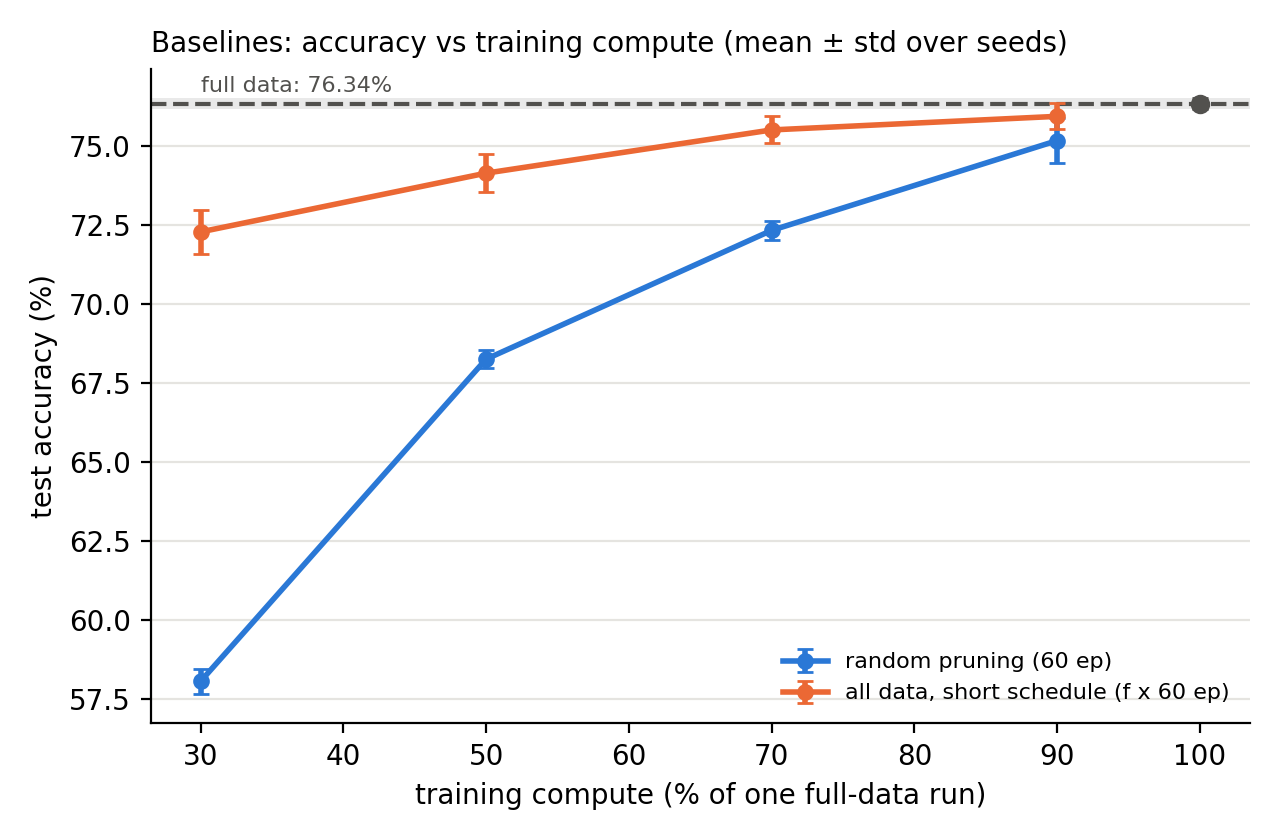 Baselines: accuracy vs training compute (mean ± std over seeds)
full data: 76.34%
test accuracy (%)
75.0
72.5
70.0
67.5
65.0
62.5
60.0
57.5
random pruning (60 ep)
all data, short schedule (f x 60 ep)
30 40 50 60 70 80 90 100
training compute (% of one full-data run)